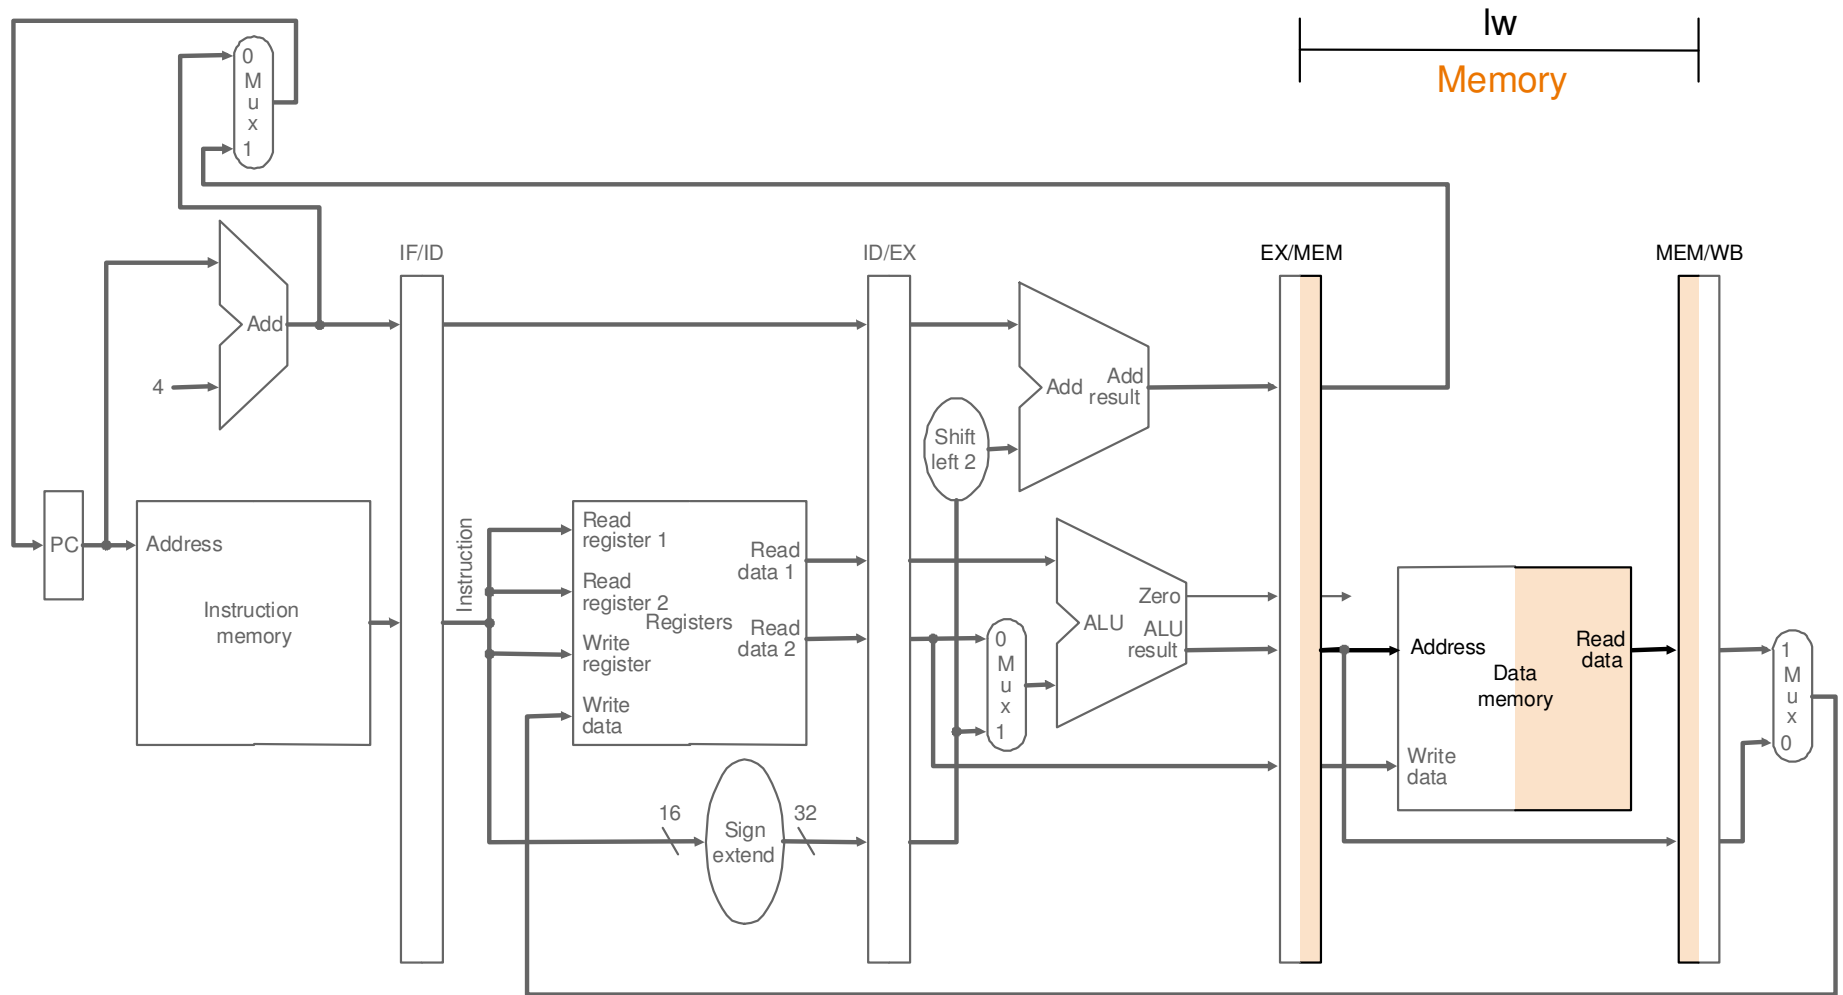 lw
Memory
0
M
u
x
1
IF/ID
ID/EX
EX/MEM
MEM/WB
Add
4
Add
Add
result
Shift
left 2
PC
Address
Instruction
memory
Instruction
Read
register 1
Read
register 2
Write
register
Write
data
Registers
Read
data 1
Read
data 2
16
Sign
extend
32
0
M
u
x
1
Zero
ALU
ALU
result
Address
Read
data
Data
memory
Write
data
1
M
u
x
0